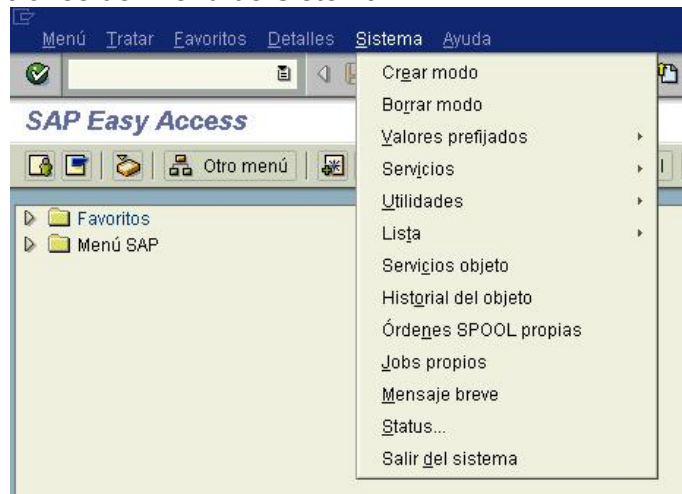 Menú Tratar Favoritos Detalles Sistema Ayuda
SAP Easy Access
Otro menú
Favoritos
Menú SAP
Crear modo
Borrar modo
Valores prefijados
Servicios
Utilidades
Lista
Servicios objeto
Historial del objeto
Órdenes SPOOL propias
Jobs propios
Mensaje breve
Status...
Salir del sistema